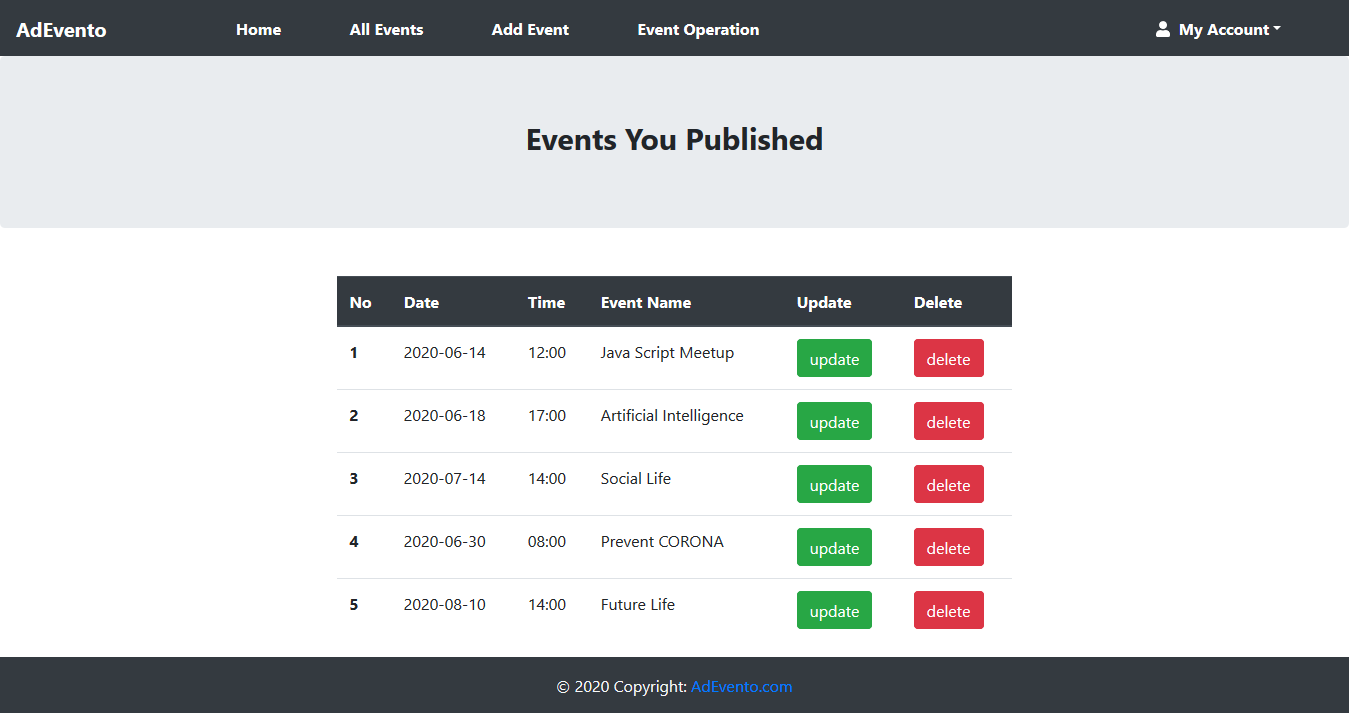 AdEvento Home All Events Add Event Event Operation My Account
Events You Published
No Date Time Event Name Update Delete
1 2020-06-14 12:00 Java Script Meetup update delete
2 2020-06-18 17:00 Artificial Intelligence update delete
3 2020-07-14 14:00 Social Life update delete
4 2020-06-30 08:00 Prevent CORONA update delete
5 2020-08-10 14:00 Future Life update delete
© 2020 Copyright: AdEvento.com